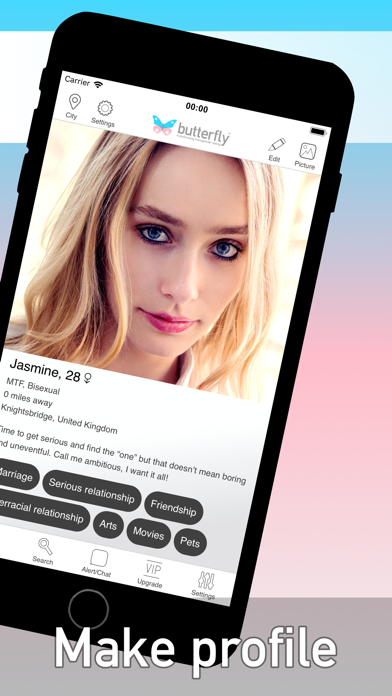 Carrier
00:00
City
Settings
butterfly
Edit
Picture
Jasmine, 28
MTF, Bisexual
0 miles away
Knightsbridge, United Kingdom
Time to get serious and find the "one" but that doesn't mean boring
and uneventful. Call me ambitious, I want it all!
Marriage
Serious relationship
Friendship
erracial relationship
Arts
Movies
Pets
Search
Alert/Chat
VIP
Upgrade
Settings
Make profile